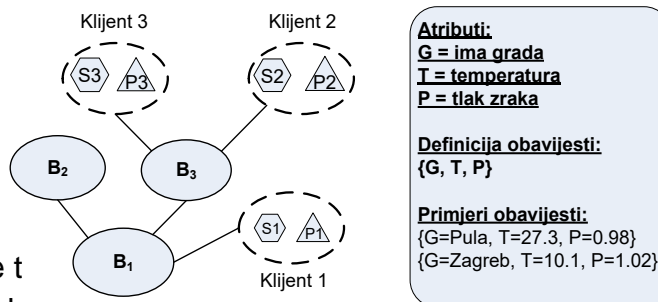 Klijent 3
Klijent 2
S3
P3
S2
P2
B2
B3
S1
P1
B1
Klijent 1
e t
Atributi:
G = ima grada
T = temperatura
P = tlak zraka
Definicija obavijesti:
{G, T, P}
Primjeri obavijesti:
{G=Pula, T=27.3, P=0.98}
{G=Zagreb, T=10.1, P=1.02}